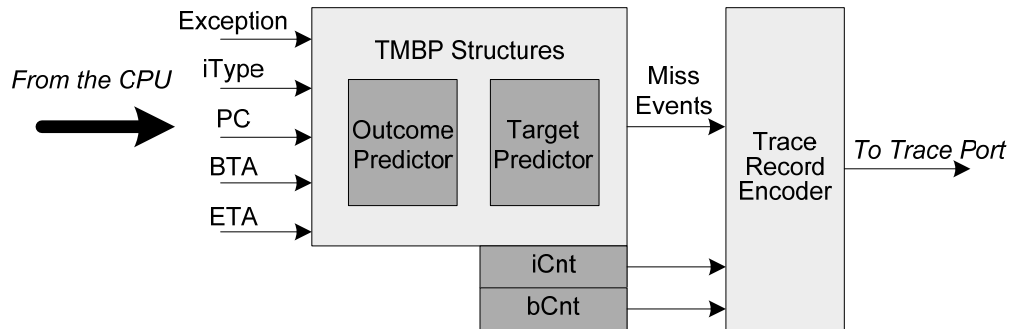 From the CPU
Exception
iType
PC
BTA
ETA
TMBP Structures
Outcome
Predictor
Target
Predictor
iCnt
bCnt
Miss
Events
Trace
Record
Encoder
To Trace Port